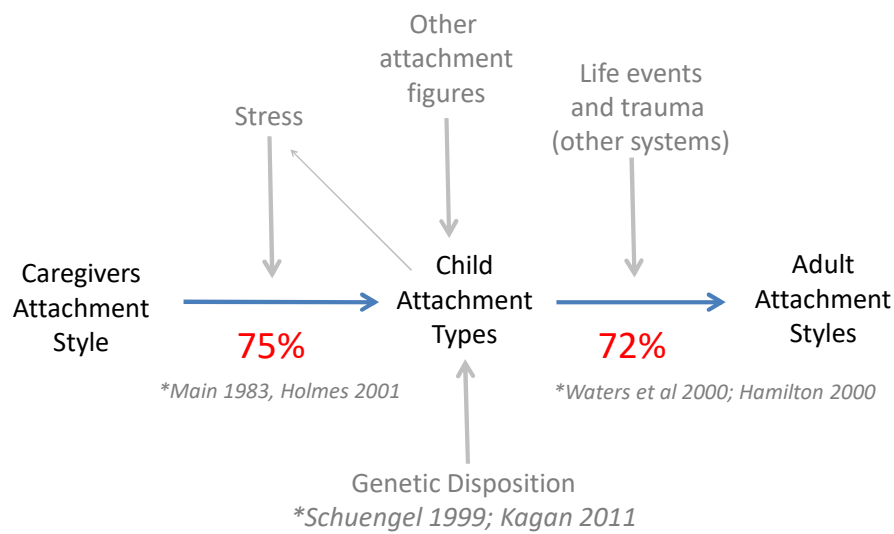 Other
attachment
figures
Life events
and trauma
(other systems)
Stress
Caregivers
Attachment
Style
Child
Attachment
Types
Adult
Attachment
Styles
75%
72%
*Main 1983, Holmes 2001
*Waters et al 2000; Hamilton 2000
Genetic Disposition
*Schuengel 1999; Kagan 2011